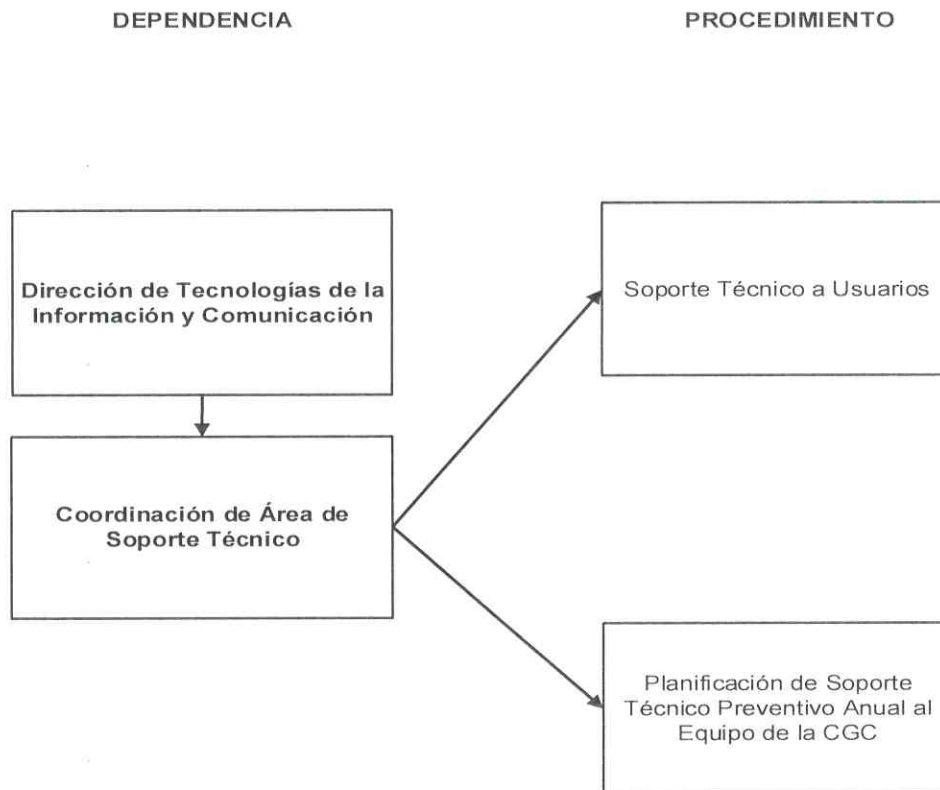 DEPENDENCIA
PROCEDIMIENTO
Dirección de Tecnologías de la
Información y Comunicación
Coordinación de Área de
Soporte Técnico
Soporte Técnico a Usuarios
Planificación de Soporte
Técnico Preventivo Anual al
Equipo de la CGC